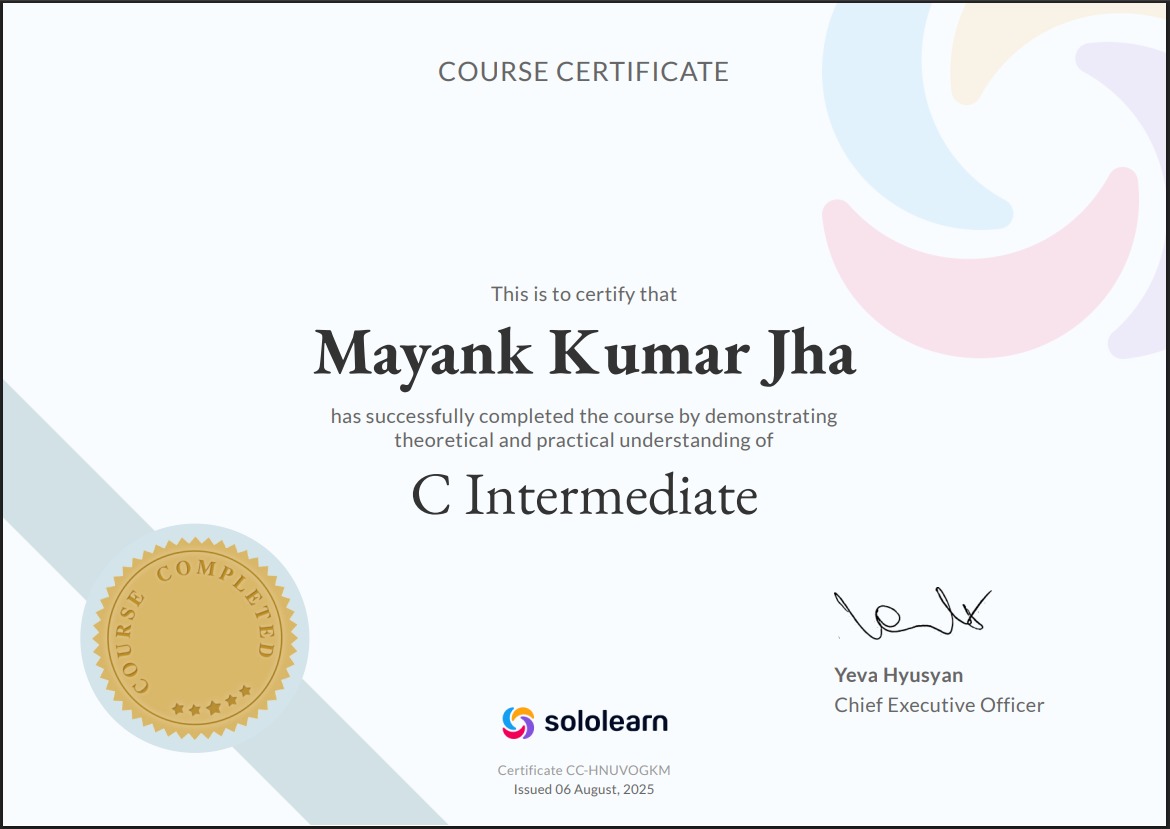 COURSE CERTIFICATE
This is to certify that
Mayank Kumar Jha
has successfully completed the course by demonstrating
theoretical and practical understanding of
C Intermediate
COURSE COMPLETED
Yeva Hyusyan
Chief Executive Officer
sololearn
Certificate CC-HNUVOGKM
Issued 06 August, 2025